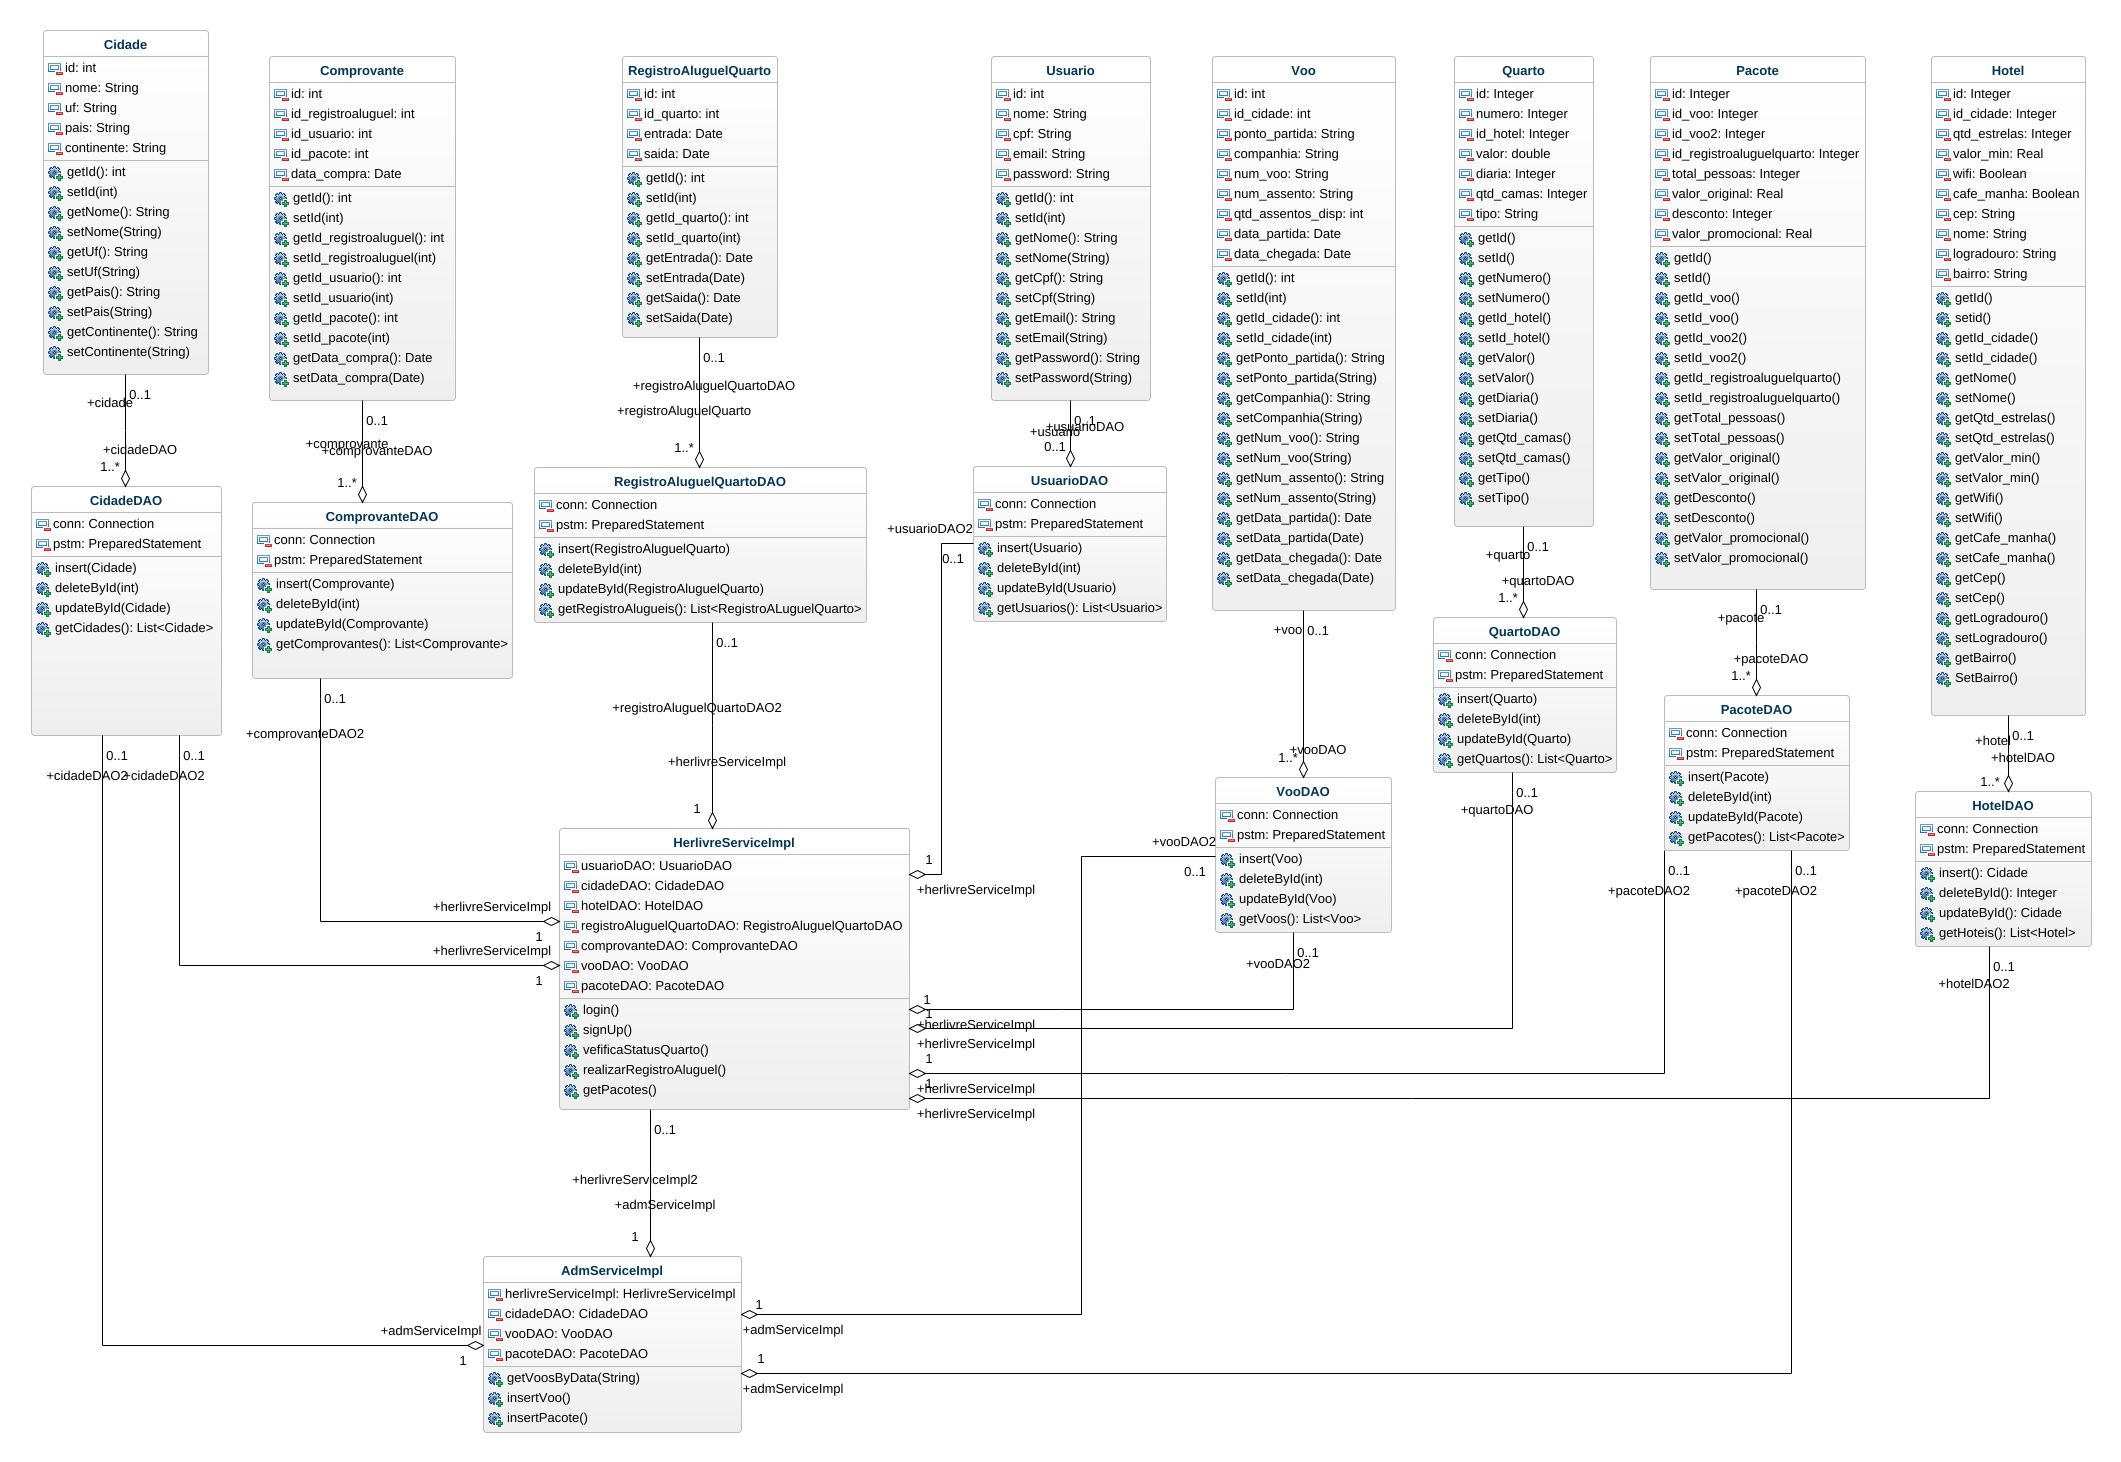 Cidade
id: int
nome: String
uf: String
pais: String
continente: String
getId(): int
setId(int)
getNome(): String
setNome(String)
getUf(): String
setUf(String)
getPais(): String
setPais(String)
getContinente(): String
setContinente(String)
0..1
+cidade
+cidadeDAO
1..*
Comprovante
id: int
id_registroaluguel: int
id_usuario: int
id_pacote: int
data_compra: Date
getId(): int
setId(int)
getId_registroaluguel(): int
setId_registroaluguel(int)
getId_usuario(): int
setId_usuario(int)
getId_pacote(): int
setId_pacote(int)
getData_compra(): Date
setData_compra(Date)
0..1
+comprovante
+comprovanteDAO
1..*
RegistroAluguelQuarto
id: int
id_quarto: int
entrada: Date
saida: Date
getId(): int
setId(int)
getId_quarto(): int
setId_quarto(int)
getEntrada(): Date
setEntrada(Date)
getSaida(): Date
setSaida(Date)
0..1
+registroAluguelQuartoDAO
+registroAluguelQuarto
1..*
Usuario
id: int
nome: String
cpf: String
email: String
password: String
getId(): int
setId(int)
getNome(): String
setNome(String)
getCpf(): String
setCpf(String)
getEmail(): String
setEmail(String)
getPassword(): String
setPassword(String)
0..1
+usuarioDAO
+usuario
0..1
Voo
id: int
id_cidade: int
ponto_partida: String
companhia: String
num_voo: String
num_assento: String
qtd_assentos_disp: int
data_partida: Date
data_chegada: Date
getId(): int
setId(int)
getId_cidade(): int
setId_cidade(int)
getPonto_partida(): String
setPonto_partida(String)
getCompanhia(): String
setCompanhia(String)
getNum_voo(): String
setNum_voo(String)
getNum_assento(): String
setNum_assento(String)
getData_partida(): Date
setData_partida(Date)
getData_chegada(): Date
setData_chegada(Date)
+voo
0..1
+vooDAO
1..*
Quarto
id: Integer
numero: Integer
id_hotel: Integer
valor: double
diaria: Integer
qtd_camas: Integer
tipo: String
getId()
setId()
getNumero()
setNumero()
getId_hotel()
setId_hotel()
getValor()
setValor()
getDiaria()
setDiaria()
getQtd_camas()
setQtd_camas()
getTipo()
setTipo()
0..1
+quarto
+quartoDAO
1..*
Pacote
id: Integer
id_voo: Integer
id_voo2: Integer
id_registroaluguelquarto: Integer
total_pessoas: Integer
valor_original: Real
desconto: Integer
valor_promocional: Real
getId()
setId()
getId_voo()
setId_voo()
getId_voo2()
setId_voo2()
getId_registroaluguelquarto()
setId_registroaluguelquarto()
getTotal_pessoas()
setTotal_pessoas()
getValor_original()
setValor_original()
getDesconto()
setDesconto()
getValor_promocional()
setValor_promocional()
0..1
+pacote
+pacoteDAO
1..*
Hotel
id: Integer
id_cidade: Integer
qtd_estrelas: Integer
valor_min: Real
wifi: Boolean
cafe_manha: Boolean
cep: String
nome: String
logradouro: String
bairro: String
getId()
setid()
getId_cidade()
setId_cidade()
getNome()
setNome()
getQtd_estrelas()
setQtd_estrelas()
getValor_min()
setValor_min()
getWifi()
setWifi()
getCafe_manha()
setCafe_manha()
getCep()
setCep()
getLogradouro()
setLogradouro()
getBairro()
SetBairro()
0..1
+hotel
+hotelDAO
1..*
CidadeDAO
conn: Connection
pstm: PreparedStatement
insert(Cidade)
deleteById(int)
updateById(Cidade)
getCidades(): List<Cidade>
0..1
0..1
+cidadeDAO2
+cidadeDAO2
ComprovanteDAO
conn: Connection
pstm: PreparedStatement
insert(Comprovante)
deleteById(int)
updateById(Comprovante)
getComprovantes(): List<Comprovante>
0..1
+comprovanteDAO2
RegistroAluguelQuartoDAO
conn: Connection
pstm: PreparedStatement
insert(RegistroAluguelQuarto)
deleteById(int)
updateById(RegistroAluguelQuarto)
getRegistroAlugueis(): List<RegistroALuguelQuarto>
0..1
+registroAluguelQuartoDAO2
+herlivreServiceImpl
1
UsuarioDAO
conn: Connection
pstm: PreparedStatement
insert(Usuario)
deleteById(int)
updateById(Usuario)
getUsuarios(): List<Usuario>
+usuarioDAO2
0..1
VooDAO
conn: Connection
pstm: PreparedStatement
insert(Voo)
deleteById(int)
updateById(Voo)
getVoos(): List<Voo>
+vooDAO2
0..1
0..1
+vooDAO2
QuartoDAO
conn: Connection
pstm: PreparedStatement
insert(Quarto)
deleteById(int)
updateById(Quarto)
getQuartos(): List<Quarto>
0..1
+quartoDAO
PacoteDAO
conn: Connection
pstm: PreparedStatement
insert(Pacote)
deleteById(int)
updateById(Pacote)
getPacotes(): List<Pacote>
0..1
0..1
+pacoteDAO2
+pacoteDAO2
HotelDAO
conn: Connection
pstm: PreparedStatement
insert(): Cidade
deleteById(): Integer
updateById(): Cidade
getHoteis(): List<Hotel>
0..1
+hotelDAO2
HerlivreServiceImpl
usuarioDAO: UsuarioDAO
cidadeDAO: CidadeDAO
hotelDAO: HotelDAO
registroAluguelQuartoDAO: RegistroAluguelQuartoDAO
comprovanteDAO: ComprovanteDAO
vooDAO: VooDAO
pacoteDAO: PacoteDAO
login()
signUp()
vefificaStatusQuarto()
realizarRegistroAluguel()
getPacotes()
+herlivreServiceImpl
1
+herlivreServiceImpl
1
1
+herlivreServiceImpl
1
1
+herlivreServiceImpl
+herlivreServiceImpl
1
1
+herlivreServiceImpl
+herlivreServiceImpl
0..1
+herlivreServiceImpl2
+admServiceImpl
1
AdmServiceImpl
herlivreServiceImpl: HerlivreServiceImpl
cidadeDAO: CidadeDAO
vooDAO: VooDAO
pacoteDAO: PacoteDAO
getVoosByData(String)
insertVoo()
insertPacote()
+admServiceImpl
1
1
+admServiceImpl
1
+admServiceImpl